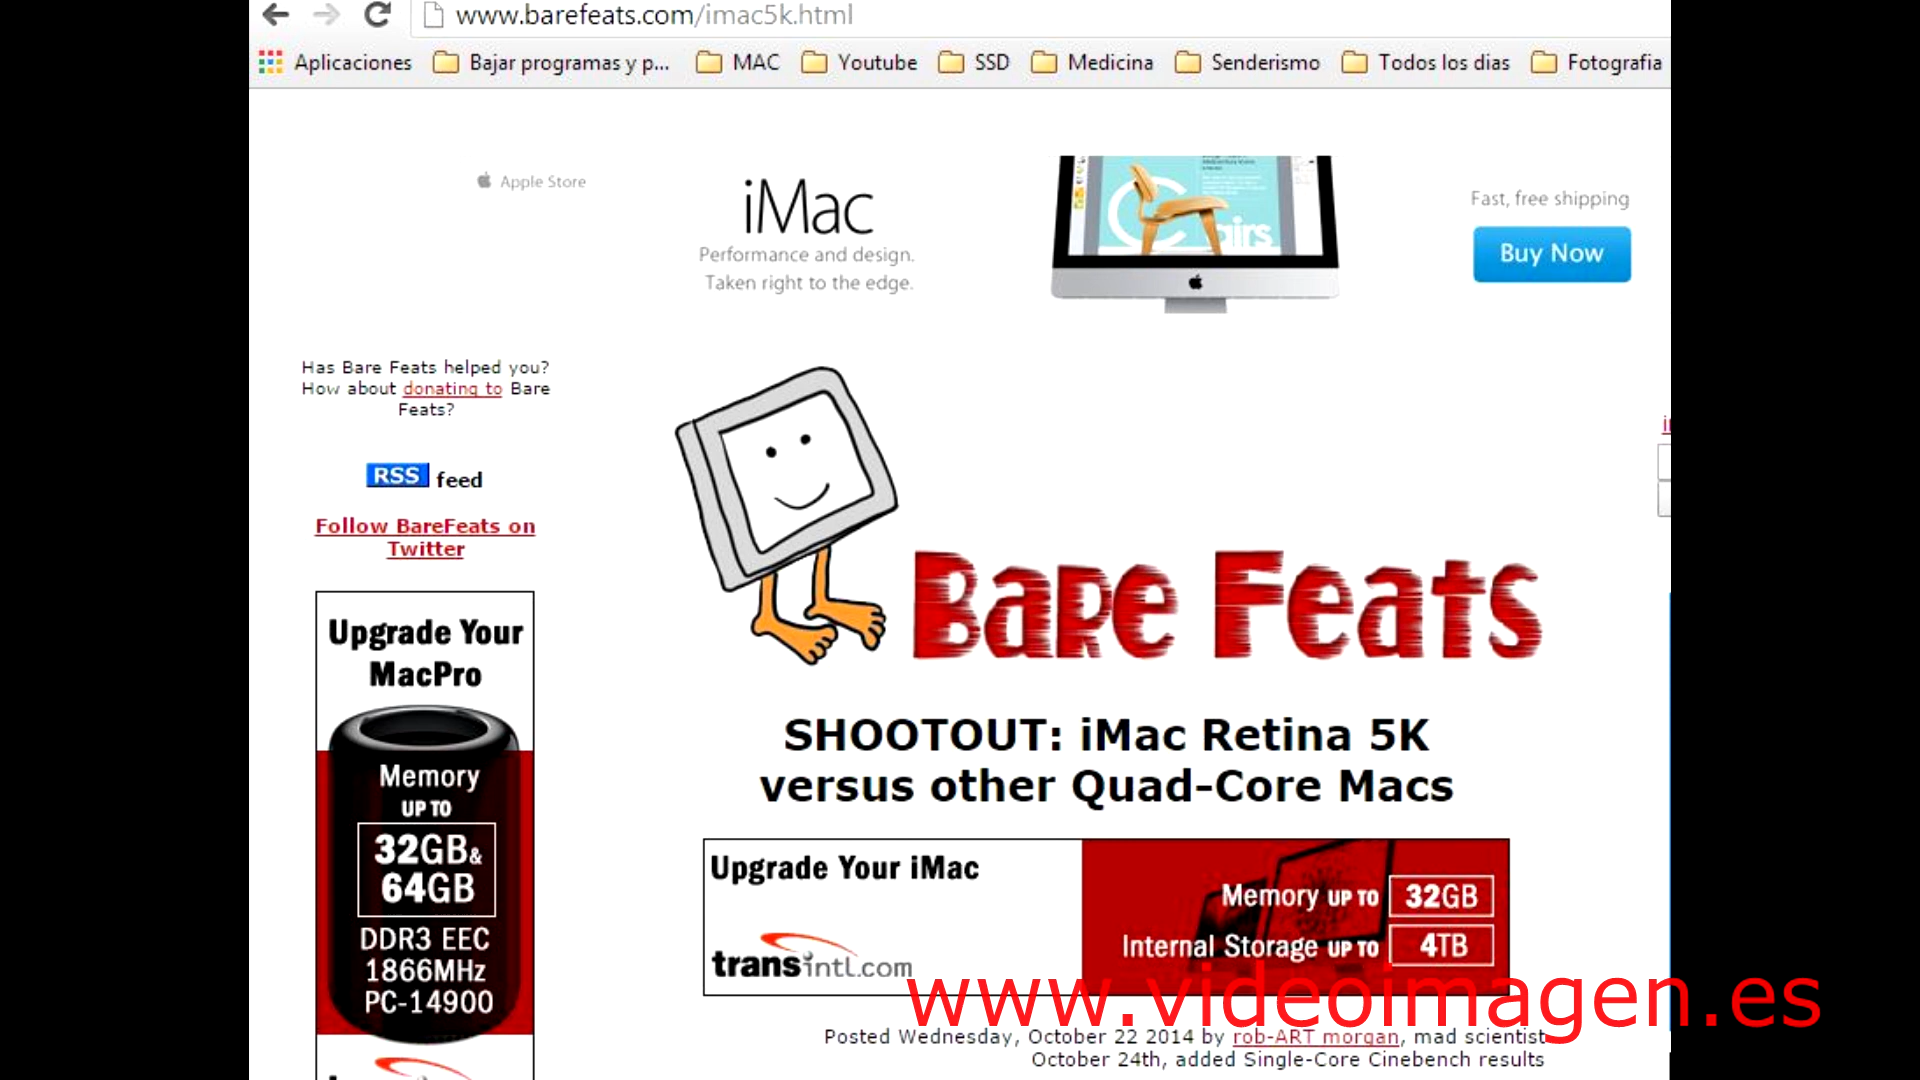 www.barefeats.com/imac5k.html
Aplicaciones Bajar programas y p... MAC Youtube SSD Medicina Senderismo Todos los dias Fotografia
Apple Store
iMac
Performance and design.
Taken right to the edge.
Fast, free shipping
Buy Now
Has Bare Feats helped you?
How about donating to Bare
Feats?
RSS feed
Follow BareFeats on
Twitter
Upgrade Your
MacPro
Memory
UP TO
32GB&
64GB
DDR3 EEC
1866MHz
PC-14900
Bare Feats
SHOOTOUT: iMac Retina 5K
versus other Quad-Core Macs
Upgrade Your iMac
transintl.com
Memory UP TO 32GB
Internal Storage UP TO 4TB
www.videoimagen.es
Posted Wednesday, October 22 2014 by rob-ART morgan, mad scientist
October 24th, added Single-Core Cinebench results